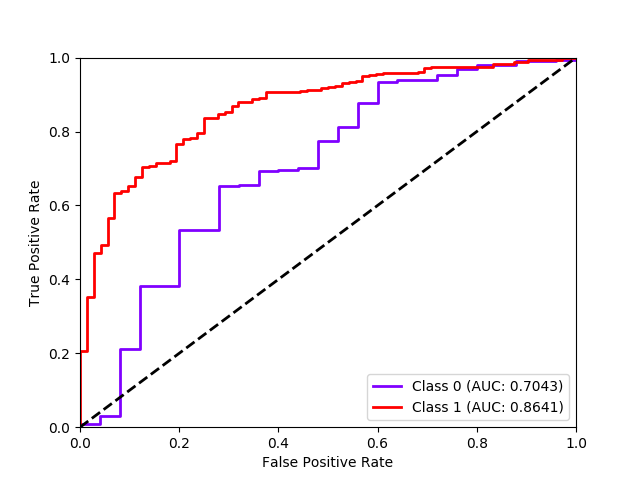 1.0
0.8
0.6
0.4
0.2
0.0
True Positive Rate
Class 0 (AUC: 0.7043)
Class 1 (AUC: 0.8641)
0.0 0.2 0.4 0.6 0.8 1.0
False Positive Rate